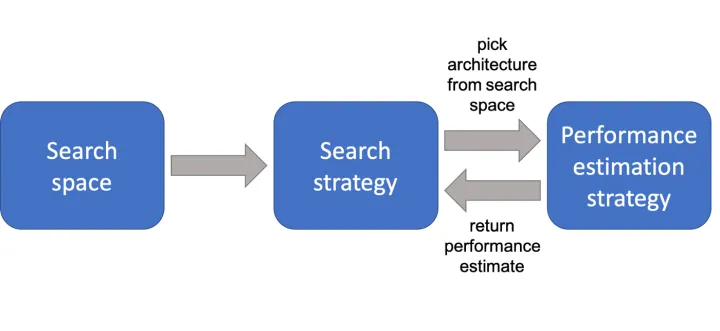 Search
space
Search
strategy
pick
architecture
from search
space
return
performance
estimate
Performance
estimation
strategy